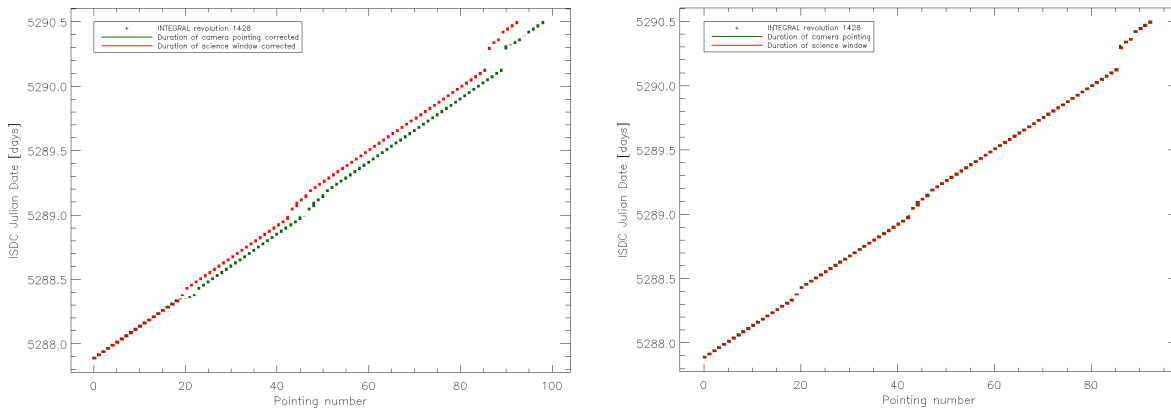 INTEGRAL revolution 1428
Duration of camera pointing corrected
Duration of science window corrected
5290.5
5290.0
5289.5
5289.0
5288.5
5288.0
ISDC Julian Date [days]
0 20 40 60 80 100
Pointing number
INTEGRAL revolution 1428
Duration of camera pointing
Duration of science window
5290.5
5290.0
5289.5
5289.0
5288.5
5288.0
ISDC Julian Date [days]
0 20 40 60 80
Pointing number